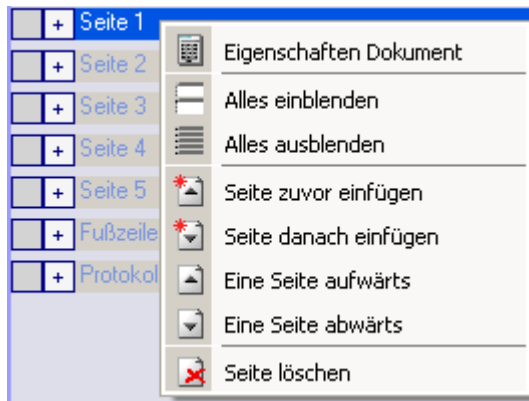 Seite 1
Seite 2
Seite 3
Seite 4
Seite 5
Fußzeile
Protokol
Eigenschaften Dokument
Alles einblenden
Alles ausblenden
Seite zuvor einfügen
Seite danach einfügen
Eine Seite aufwärts
Eine Seite abwärts
Seite löschen